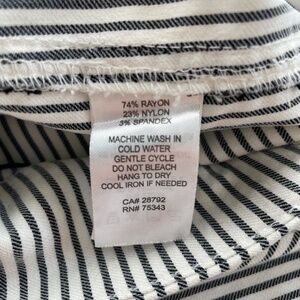 74% RAYON
23% NYLON
3% SPANDEX
MACHINE WASH IN
COLD WATER
GENTLE CYCLE
DO NOT BLEACH
HANG TO DRY
COOL IRON IF NEEDED
CA# 28792
RN# 75343